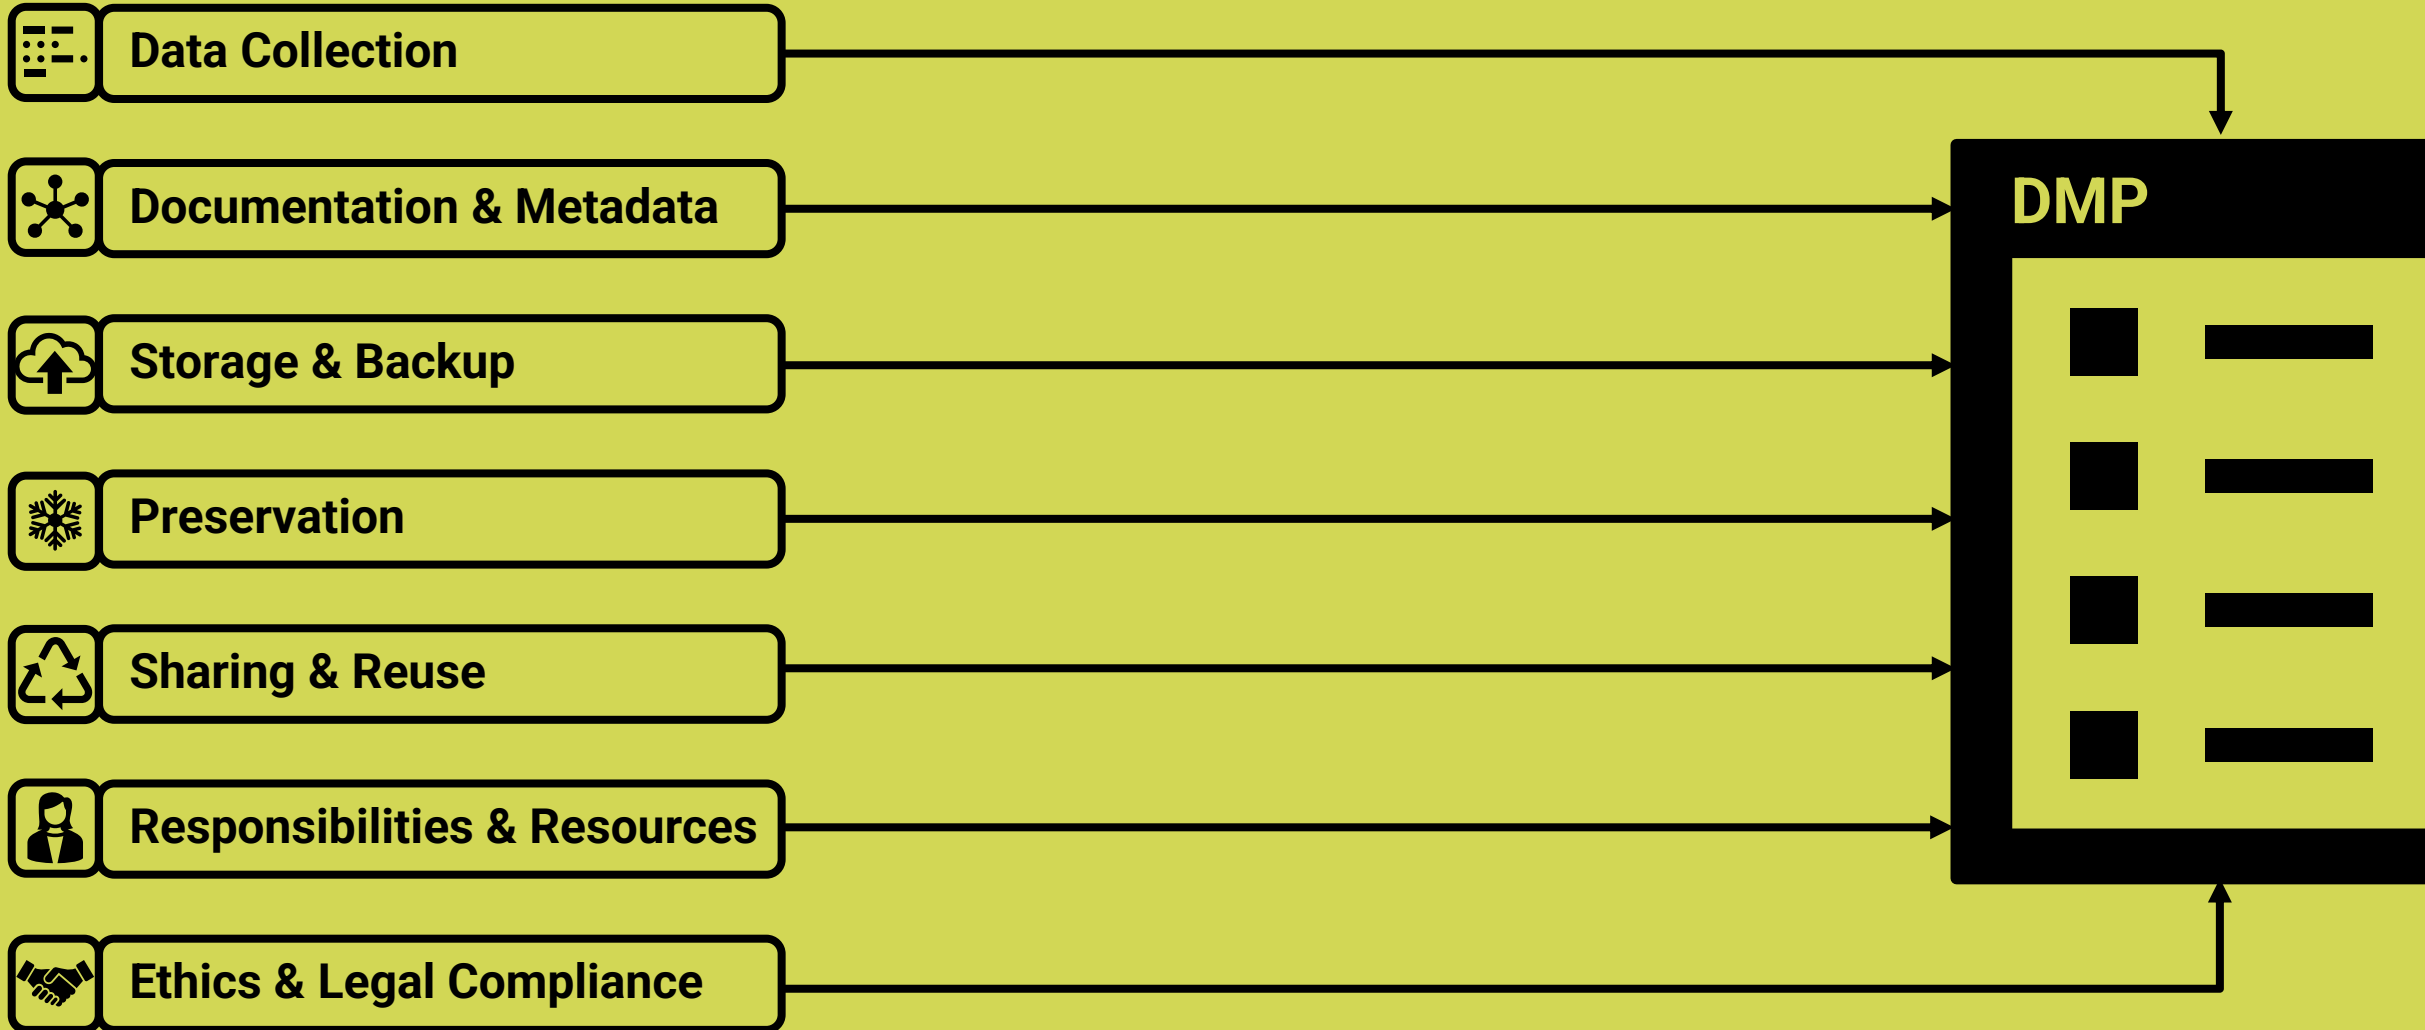 Data Collection
Documentation & Metadata
DMP
Storage & Backup
Preservation
Sharing & Reuse
Responsibilities & Resources
Ethics & Legal Compliance